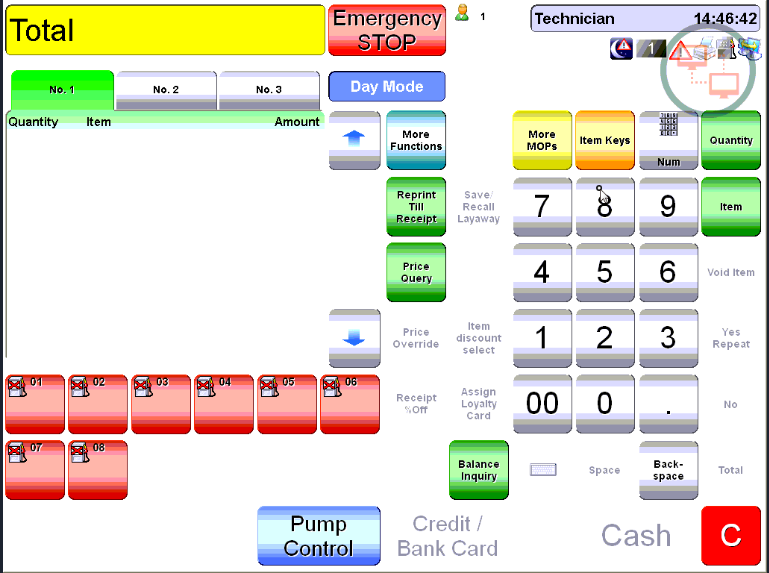 Total
Emergency
STOP
1
Technician
14:46:42
1
No. 1
No. 2
No. 3
Day Mode
Quantity Item Amount
More
Functions
More
MOPs
Item Keys
Num
Quantity
Reprint
Till
Receipt
Save/
Recall
Layaway
7
8
9
Item
Price
Query
4
5
6
Void Item
Price
Override
Item
discount
select
1
2
3
Yes
Repeat
01
02
03
04
05
06
Receipt
%Off
Assign
Loyalty
Card
00
0
.
No
07
08
Balance
Inquiry
Space
Back-
space
Total
Pump
Control
Credit /
Bank Card
Cash
C